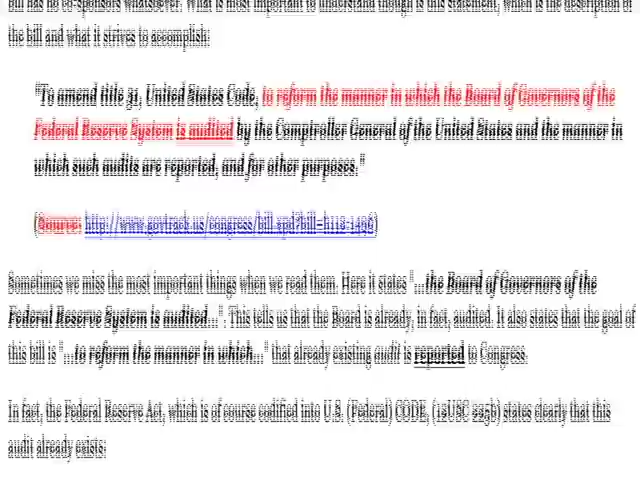 bill has no co-sponsors whatsoever. What is most important to understand though is this statement, which is the description of
the bill and what it strives to accomplish:
"To amend title 31, United States Code, to reform the manner in which the Board of Governors of the
Federal Reserve System is audited by the Comptroller General of the United States and the manner in
which such audits are reported, and for other purposes."
(Source: http://www.govtrack.us/congress/bill.xpd?bill=h112-1496)
Sometimes we miss the most important things when we read them. Here it states "...the Board of Governors of the
Federal Reserve System is audited...". This tells us that the Board is already, in fact, audited. It also states that the goal of
this bill is "...to reform the manner in which..." that already existing audit is reported to Congress.
In fact, the Federal Reserve Act, which is of course codified into U.S. (Federal) CODE, (12USC 225b) states clearly that this
audit already exists: